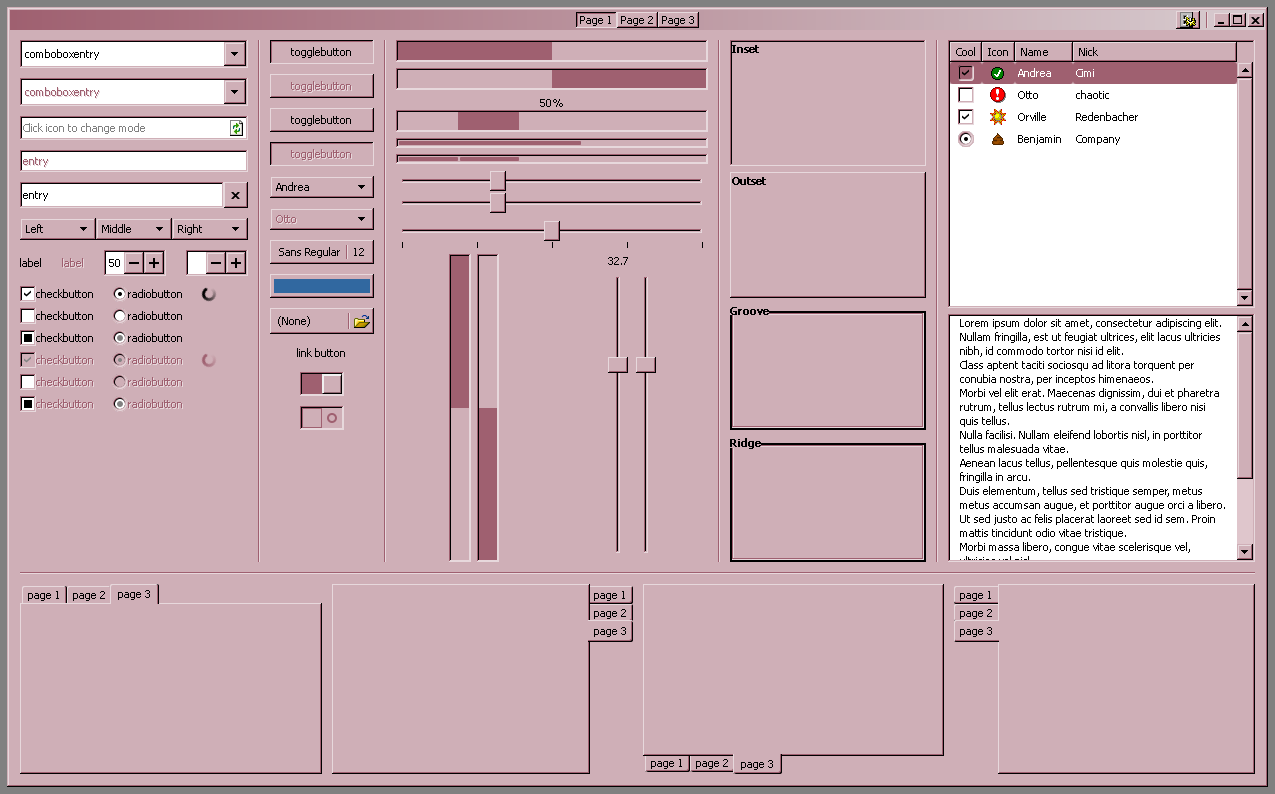 Page 1 Page 2 Page 3
comboboxentry
comboboxentry
Click icon to change mode
entry
entry
Left Middle Right
label label 50
checkbutton radiobutton
checkbutton radiobutton
checkbutton radiobutton
checkbutton radiobutton
checkbutton radiobutton
checkbutton radiobutton
togglebutton
togglebutton
togglebutton
togglebutton
Andrea
Otto
Sans Regular 12
(None)
link button
50%
32.7
Inset
Outset
Groove
Ridge
Cool Icon Name Nick
Andrea Cimi
Otto chaotic
Orville Redenbacher
Benjamin Company
Lorem ipsum dolor sit amet, consectetur adipiscing elit.
Nullam fringilla, est ut feugiat ultrices, elit lacus ultricies
nibh, id commodo tortor nisi id elit.
Class aptent taciti sociosqu ad litora torquent per
conubia nostra, per inceptos himenaeos.
Morbi vel elit erat. Maecenas dignissim, dui et pharetra
rutrum, tellus lectus rutrum mi, a convallis libero nisi
quis tellus.
Nulla facilisi. Nullam eleifend lobortis nisl, in porttitor
tellus malesuada vitae.
Aenean lacus tellus, pellentesque quis molestie quis,
fringilla in arcu.
Duis elementum, tellus sed tristique semper, metus
metus accumsan augue, et porttitor augue orci a libero.
Ut sed justo ac felis placerat laoreet sed id sem. Proin
mattis tincidunt odio vitae tristique.
Morbi massa libero, congue vitae scelerisque vel,
page 1 page 2 page 3
page 1
page 2
page 3
page 1 page 2 page 3
page 1
page 2
page 3